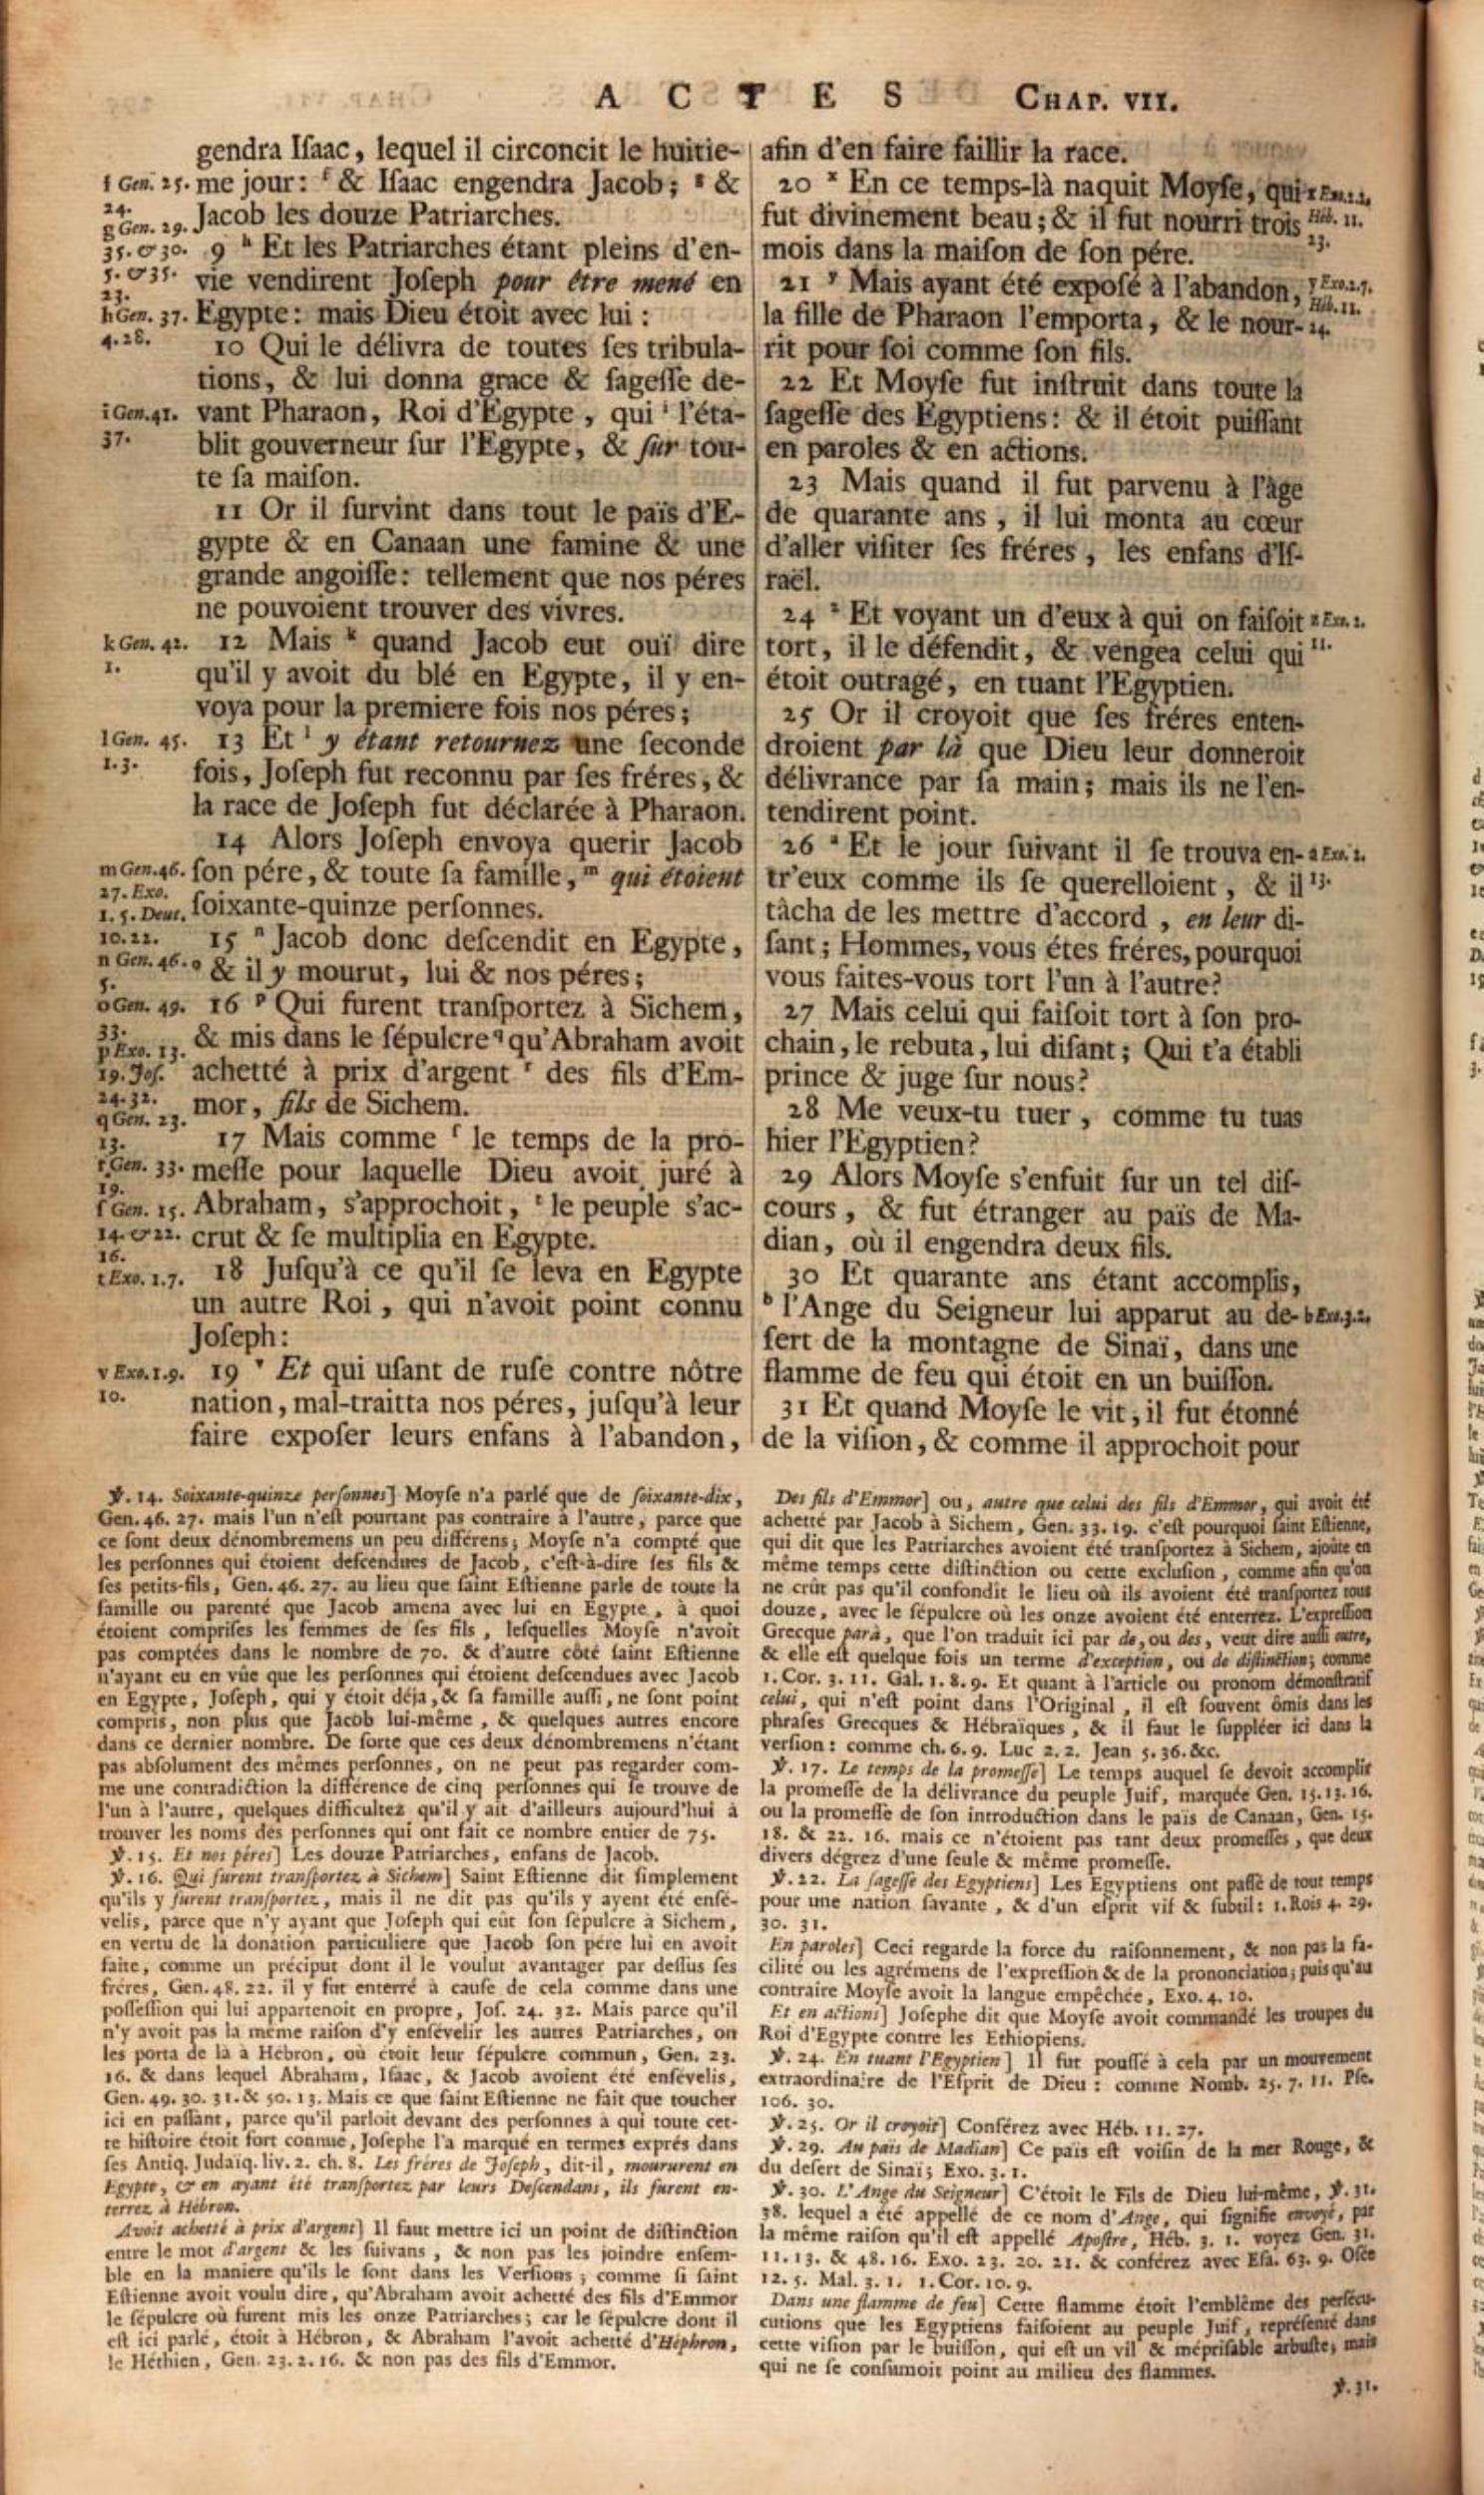 A C T E S CHAP. VII.
gendra Iſaac, lequel il circoncit le huitie-
me jour: ᶠ & Iſaac engendra Jacob; ᵍ &
Jacob les douze Patriarches.
9 ʰ Et les Patriarches étant pleins d'en-
vie vendirent Joſeph pour être mené en
Egypte: mais Dieu étoit avec lui:
10 Qui le délivra de toutes ſes tribula-
tions, & lui donna grace & ſageſſe de-
vant Pharaon, Roi d'Egypte, qui ⁱ l'éta-
blit gouverneur ſur l'Egypte, & ſur tou-
te ſa maiſon.
11 Or il ſurvint dans tout le païs d'E-
gypte & en Canaan une famine & une
grande angoiſſe: tellement que nos péres
ne pouvoient trouver des vivres.
12 Mais ᵏ quand Jacob eut ouï dire
qu'il y avoit du blé en Egypte, il y en-
voya pour la premiere fois nos péres;
13 Et ˡ y étant retournez une ſeconde
fois, Joſeph fut reconnu par ſes fréres, &
la race de Joſeph fut déclarée à Pharaon.
14 Alors Joſeph envoya querir Jacob
ſon pére, & toute ſa famille, ᵐ qui étoient
ſoixante-quinze perſonnes.
15 ⁿ Jacob donc deſcendit en Egypte,
ᵒ & il y mourut, lui & nos péres;
16 ᵖ Qui furent tranſportez à Sichem,
& mis dans le ſépulcre ᑫ qu'Abraham avoit
achetté à prix d'argent ʳ des fils d'Em-
mor, fils de Sichem.
17 Mais comme ᶠ le temps de la pro-
meſſe pour laquelle Dieu avoit juré à
Abraham, s'approchoit, ᵗ le peuple s'ac-
crut & ſe multiplia en Egypte.
18 Juſqu'à ce qu'il ſe leva en Egypte
un autre Roi, qui n'avoit point connu
Joſeph:
19 ᵛ Et qui uſant de ruſe contre nôtre
nation, mal-traitta nos péres, juſqu'à leur
faire expoſer leurs enfans à l'abandon,
f Gen. 25.
24.
g Gen. 29.
35. & 30.
5. & 35.
23.
h Gen. 37.
4. 28.
i Gen. 41.
37.
k Gen. 42.
1.
l Gen. 45.
1. 3.
m Gen. 46.
27. Exo.
1. 5. Deut.
10. 22.
n Gen. 46.
5.
o Gen. 49.
33.
p Exo. 13.
19. Joſ.
24. 32.
q Gen. 23.
13.
r Gen. 33.
19.
ſ Gen. 15.
14. & 22.
16.
t Exo. 1. 7.
v Exo. 1. 9.
10.
afin d'en faire faillir la race.
20 ˣ En ce temps-là naquit Moyſe, qui
fut divinement beau; & il fut nourri trois
mois dans la maiſon de ſon pére.
21 ʸ Mais ayant été expoſé à l'abandon,
la fille de Pharaon l'emporta, & le nour-
rit pour ſoi comme ſon fils.
22 Et Moyſe fut inſtruit dans toute la
ſageſſe des Egyptiens: & il étoit puiſſant
en paroles & en actions.
23 Mais quand il fut parvenu à l'âge
de quarante ans, il lui monta au cœur
d'aller viſiter ſes fréres, les enfans d'Iſ-
raël.
24 ᶻ Et voyant un d'eux à qui on faiſoit
tort, il le défendit, & vengea celui qui
étoit outragé, en tuant l'Egyptien.
25 Or il croyoit que ſes fréres enten-
droient par là que Dieu leur donneroit
délivrance par ſa main; mais ils ne l'en-
tendirent point.
26 ᵃ Et le jour ſuivant il ſe trouva en-
tr'eux comme ils ſe querelloient, & il
tâcha de les mettre d'accord, en leur di-
ſant; Hommes, vous étes fréres, pourquoi
vous faites-vous tort l'un à l'autre?
27 Mais celui qui faiſoit tort à ſon pro-
chain, le rebuta, lui diſant; Qui t'a établi
prince & juge ſur nous?
28 Me veux-tu tuer, comme tu tuas
hier l'Egyptien?
29 Alors Moyſe s'enfuit ſur un tel diſ-
cours, & fut étranger au païs de Ma-
dian, où il engendra deux fils.
30 Et quarante ans étant accomplis,
ᵇ l'Ange du Seigneur lui apparut au de-
ſert de la montagne de Sinaï, dans une
flamme de feu qui étoit en un buiſſon.
31 Et quand Moyſe le vit, il fut étonné
de la viſion, & comme il approchoit pour
Héb. 11.
23.
y Exo. 2. 7.
Héb. 11.
24.
z Exo. 2.
11.
a Exo. 2.
13.
b Exo. 3. 2.
℣. 14. Soixante-quinze perſonnes] Moyſe n'a parlé que de ſoixante-dix,
Gen. 46. 27. mais l'un n'eſt pourtant pas contraire à l'autre, parce que
ce ſont deux dénombremens un peu différens; Moyſe n'a compté que
les perſonnes qui étoient deſcendues de Jacob, c'eſt-à-dire ſes fils &
ſes petits-fils, Gen. 46. 27. au lieu que ſaint Eſtienne parle de toute la
famille ou parenté que Jacob amena avec lui en Egypte, à quoi
étoient compriſes les femmes de ſes fils, leſquelles Moyſe n'avoit
pas comptées dans le nombre de 70. & d'autre côté ſaint Eſtienne
n'ayant eu en vûe que les perſonnes qui étoient deſcendues avec Jacob
en Egypte, Joſeph, qui y étoit déja, & ſa famille auſſi, ne ſont point
compris, non plus que Jacob lui-même, & quelques autres encore
dans ce dernier nombre. De ſorte que ces deux dénombremens n'étant
pas abſolument des mêmes perſonnes, on ne peut pas regarder com-
me une contradiction la différence de cinq perſonnes qui ſe trouve de
l'un à l'autre, quelques difficultez qu'il y ait d'ailleurs aujourd'hui à
trouver les noms des perſonnes qui ont fait ce nombre entier de 75.
℣. 15. Et nos péres] Les douze Patriarches, enfans de Jacob.
℣. 16. Qui furent tranſportez à Sichem] Saint Eſtienne dit ſimplement
qu'ils y furent tranſportez, mais il ne dit pas qu'ils y ayent été enſé-
velis, parce que n'y ayant que Joſeph qui eût ſon ſépulcre à Sichem,
en vertu de la donation particuliere que Jacob ſon pére lui en avoit
faite, comme un préciput dont il le voulut avantager par deſſus ſes
fréres, Gen. 48. 22. il y fut enterré à cauſe de cela comme dans une
poſſeſſion qui lui appartenoit en propre, Joſ. 24. 32. Mais parce qu'il
n'y avoit pas la même raiſon d'y enſévelir les autres Patriarches, on
les porta de là à Hébron, où étoit leur ſépulcre commun, Gen. 23.
16. & dans lequel Abraham, Iſaac, & Jacob avoient été enſévelis,
Gen. 49. 30. 31. & 50. 13. Mais ce que ſaint Eſtienne ne fait que toucher
ici en paſſant, parce qu'il parloit devant des perſonnes à qui toute cet-
te hiſtoire étoit fort connue, Joſephe l'a marqué en termes exprés dans
ſes Antiq. Judaïq. liv. 2. ch. 8. Les fréres de Joſeph, dit-il, moururent en
Egypte, & en ayant été tranſportez par leurs Deſcendans, ils furent en-
terrez à Hébron.
Avoit achetté à prix d'argent] Il faut mettre ici un point de diſtinction
entre le mot d'argent & les ſuivans, & non pas les joindre enſem-
ble en la maniere qu'ils le ſont dans les Verſions; comme ſi ſaint
Eſtienne avoit voulu dire, qu'Abraham avoit achetté des fils d'Emmor
le ſépulcre où furent mis les onze Patriarches; car le ſépulcre dont il
eſt ici parlé, étoit à Hébron, & Abraham l'avoit achetté d'Héphron,
le Héthien, Gen. 23. 2. 16. & non pas des fils d'Emmor.
Des fils d'Emmor] ou, autre que celui des fils d'Emmor, qui avoit été
achetté par Jacob à Sichem, Gen. 33. 19. c'eſt pourquoi ſaint Eſtienne,
qui dit que les Patriarches avoient été tranſportez à Sichem, ajoûte en
même temps cette diſtinction ou cette excluſion, comme afin qu'on
ne crût pas qu'il confondît le lieu où ils avoient été tranſportez tous
douze, avec le ſépulcre où les onze avoient été enterrez. L'expreſſion
Grecque parà, que l'on traduit ici par de, ou des, veut dire auſſi outre,
& elle eſt quelque fois un terme d'exception, ou de diſtinction; comme
1. Cor. 3. 11. Gal. 1. 8. 9. Et quant à l'article ou pronom démonſtratif
celui, qui n'eſt point dans l'Original, il eſt ſouvent ômis dans les
phraſes Grecques & Hébraïques, & il faut le ſuppléer ici dans la
verſion: comme ch. 6. 9. Luc 2. 2. Jean 5. 36. &c.
℣. 17. Le temps de la promeſſe] Le temps auquel ſe devoit accomplir
la promeſſe de la délivrance du peuple Juif, marquée Gen. 15. 13. 16.
ou la promeſſe de ſon introduction dans le païs de Canaan, Gen. 15.
18. & 22. 16. mais ce n'étoient pas tant deux promeſſes, que deux
divers dégrez d'une ſeule & même promeſſe.
℣. 22. La ſageſſe des Egyptiens] Les Egyptiens ont paſſé de tout temps
pour une nation ſavante, & d'un eſprit vif & ſubtil: 1. Rois 4. 29.
30. 31.
En paroles] Ceci regarde la force du raiſonnement, & non pas la fa-
cilité ou les agrémens de l'expreſſion & de la prononciation; puis qu'au
contraire Moyſe avoit la langue empêchée, Exo. 4. 10.
Et en actions] Joſephe dit que Moyſe avoit commandé les troupes du
Roi d'Egypte contre les Ethiopiens.
℣. 24. En tuant l'Egyptien] Il fut pouſſé à cela par un mouvement
extraordinaire de l'Eſprit de Dieu: comme Nomb. 25. 7. 11. Pſe.
106. 30.
℣. 25. Or il croyoit] Conférez avec Héb. 11. 27.
℣. 29. Au païs de Madian] Ce païs eſt voiſin de la mer Rouge, &
du deſert de Sinaï; Exo. 3. 1.
℣. 30. L'Ange du Seigneur] C'étoit le Fils de Dieu lui-même, ℣. 31.
38. lequel a été appellé de ce nom d'Ange, qui ſignifie envoyé, par
la même raiſon qu'il eſt appellé Apoſtre, Héb. 3. 1. voyez Gen. 31.
11. 13. & 48. 16. Exo. 23. 20. 21. & conférez avec Eſa. 63. 9. Oſée
12. 5. Mal. 3. 1. 1. Cor. 10. 9.
Dans une flamme de feu] Cette flamme étoit l'emblême des perſécu-
cutions que les Egyptiens faiſoient au peuple Juif, repréſenté dans
cette viſion par le buiſſon, qui eſt un vil & mépriſable arbuſte, mais
qui ne ſe conſumoit point au milieu des flammes.
℣. 31.